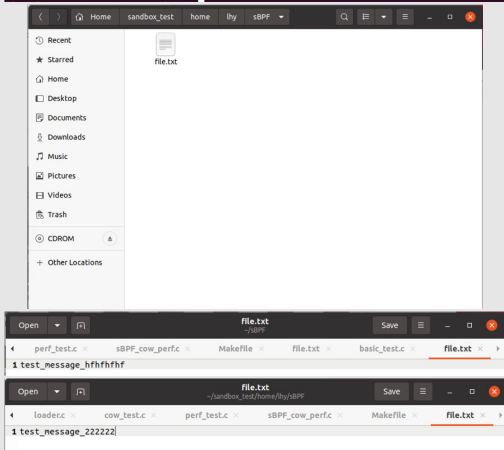 Home sandbox_test home lhy sBPF
Recent
file.txt
Starred
Home
Desktop
Documents
Downloads
Music
Pictures
Videos
Trash
CDROM
+ Other Locations
Open file.txt Save
~/sBPF
perf_test.c sBPF_cow_perf.c Makefile file.txt basic_test.c file.txt
1 test_message_hfhfhfhf
Open file.txt Save
~/sandbox_test/home/lhy/sBPF
loader.c cow_test.c perf_test.c sBPF_cow_perf.c Makefile file.txt
1 test_message_222222